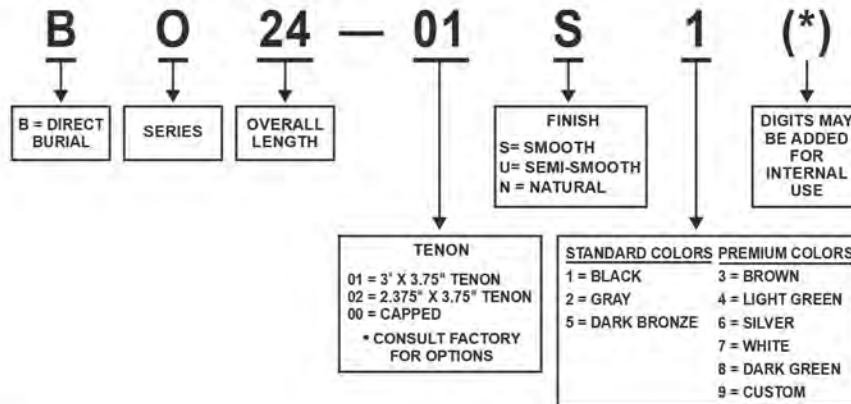 B O 24 — 01 S 1 (*)
B = DIRECT
BURIAL
SERIES
OVERALL
LENGTH
FINISH
S= SMOOTH
U= SEMI-SMOOTH
N = NATURAL
DIGITS MAY
BE ADDED
FOR
INTERNAL
USE
TENON
01 = 3" X 3.75" TENON
02 = 2.375" X 3.75" TENON
00 = CAPPED
* CONSULT FACTORY
FOR OPTIONS
STANDARD COLORS
1 = BLACK
2 = GRAY
5 = DARK BRONZE
PREMIUM COLORS
3 = BROWN
4 = LIGHT GREEN
6 = SILVER
7 = WHITE
8 = DARK GREEN
9 = CUSTOM